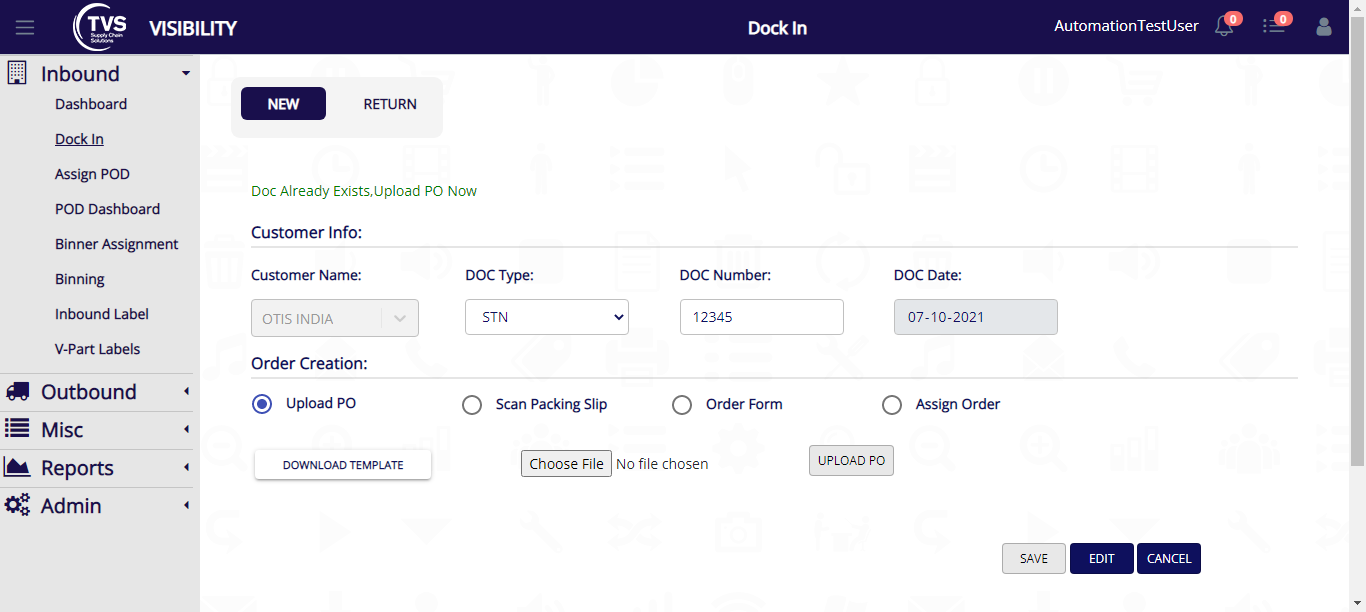 TVS
Supply Chain
Solutions
VISIBILITY
Dock In
AutomationTestUser
0
0
Inbound
Dashboard
Dock In
Assign POD
POD Dashboard
Binner Assignment
Binning
Inbound Label
V-Part Labels
Outbound
Misc
Reports
Admin
NEW
RETURN
Doc Already Exists,Upload PO Now
Customer Info:
Customer Name: DOC Type: DOC Number: DOC Date:
OTIS INDIA STN 12345 07-10-2021
Order Creation:
Upload PO Scan Packing Slip Order Form Assign Order
DOWNLOAD TEMPLATE Choose File No file chosen UPLOAD PO
SAVE EDIT CANCEL